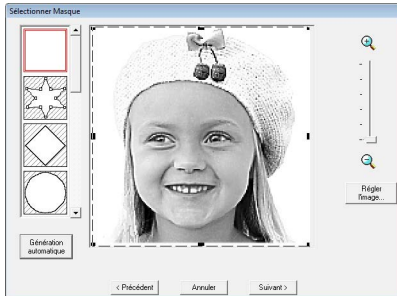 Sélectionner Masque
Régler
l'image...
Génération
automatique
< Précédent
Annuler
Suivant >